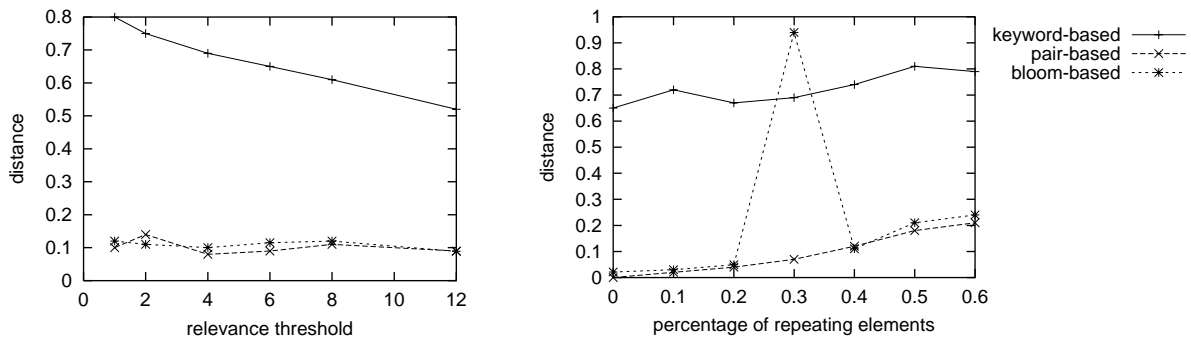 0.8
0.7
0.6
0.5
0.4
0.3
0.2
0.1
0
distance
0 2 4 6 8 10 12
relevance threshold
1
0.9
0.8
0.7
0.6
0.5
0.4
0.3
0.2
0.1
0
distance
0 0.1 0.2 0.3 0.4 0.5 0.6
percentage of repeating elements
keyword-based
pair-based
bloom-based